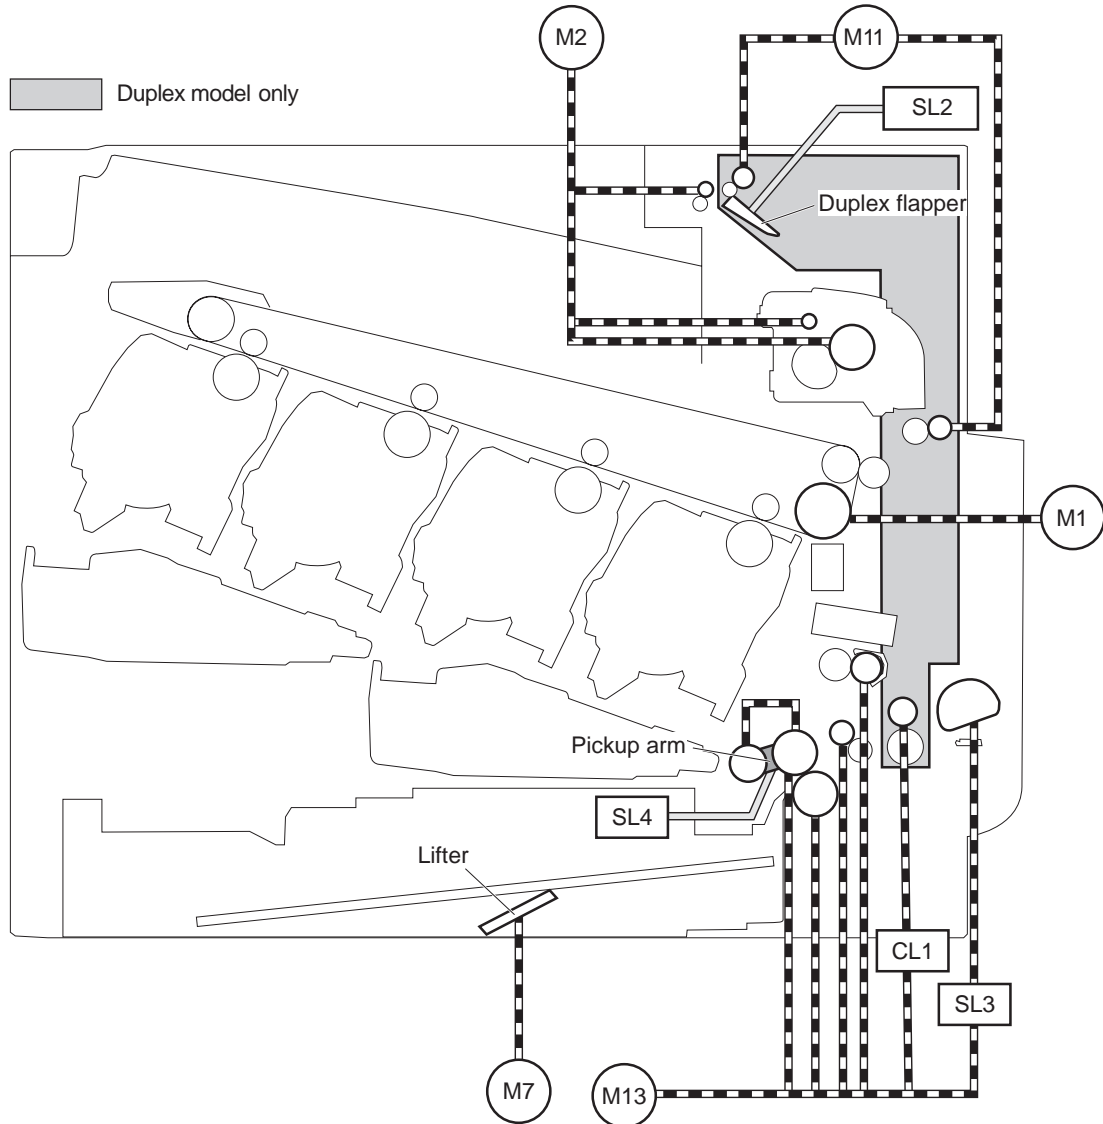 M2
M11
Duplex model only
SL2
Duplex flapper
M1
Pickup arm
SL4
Lifter
CL1
SL3
M7
M13